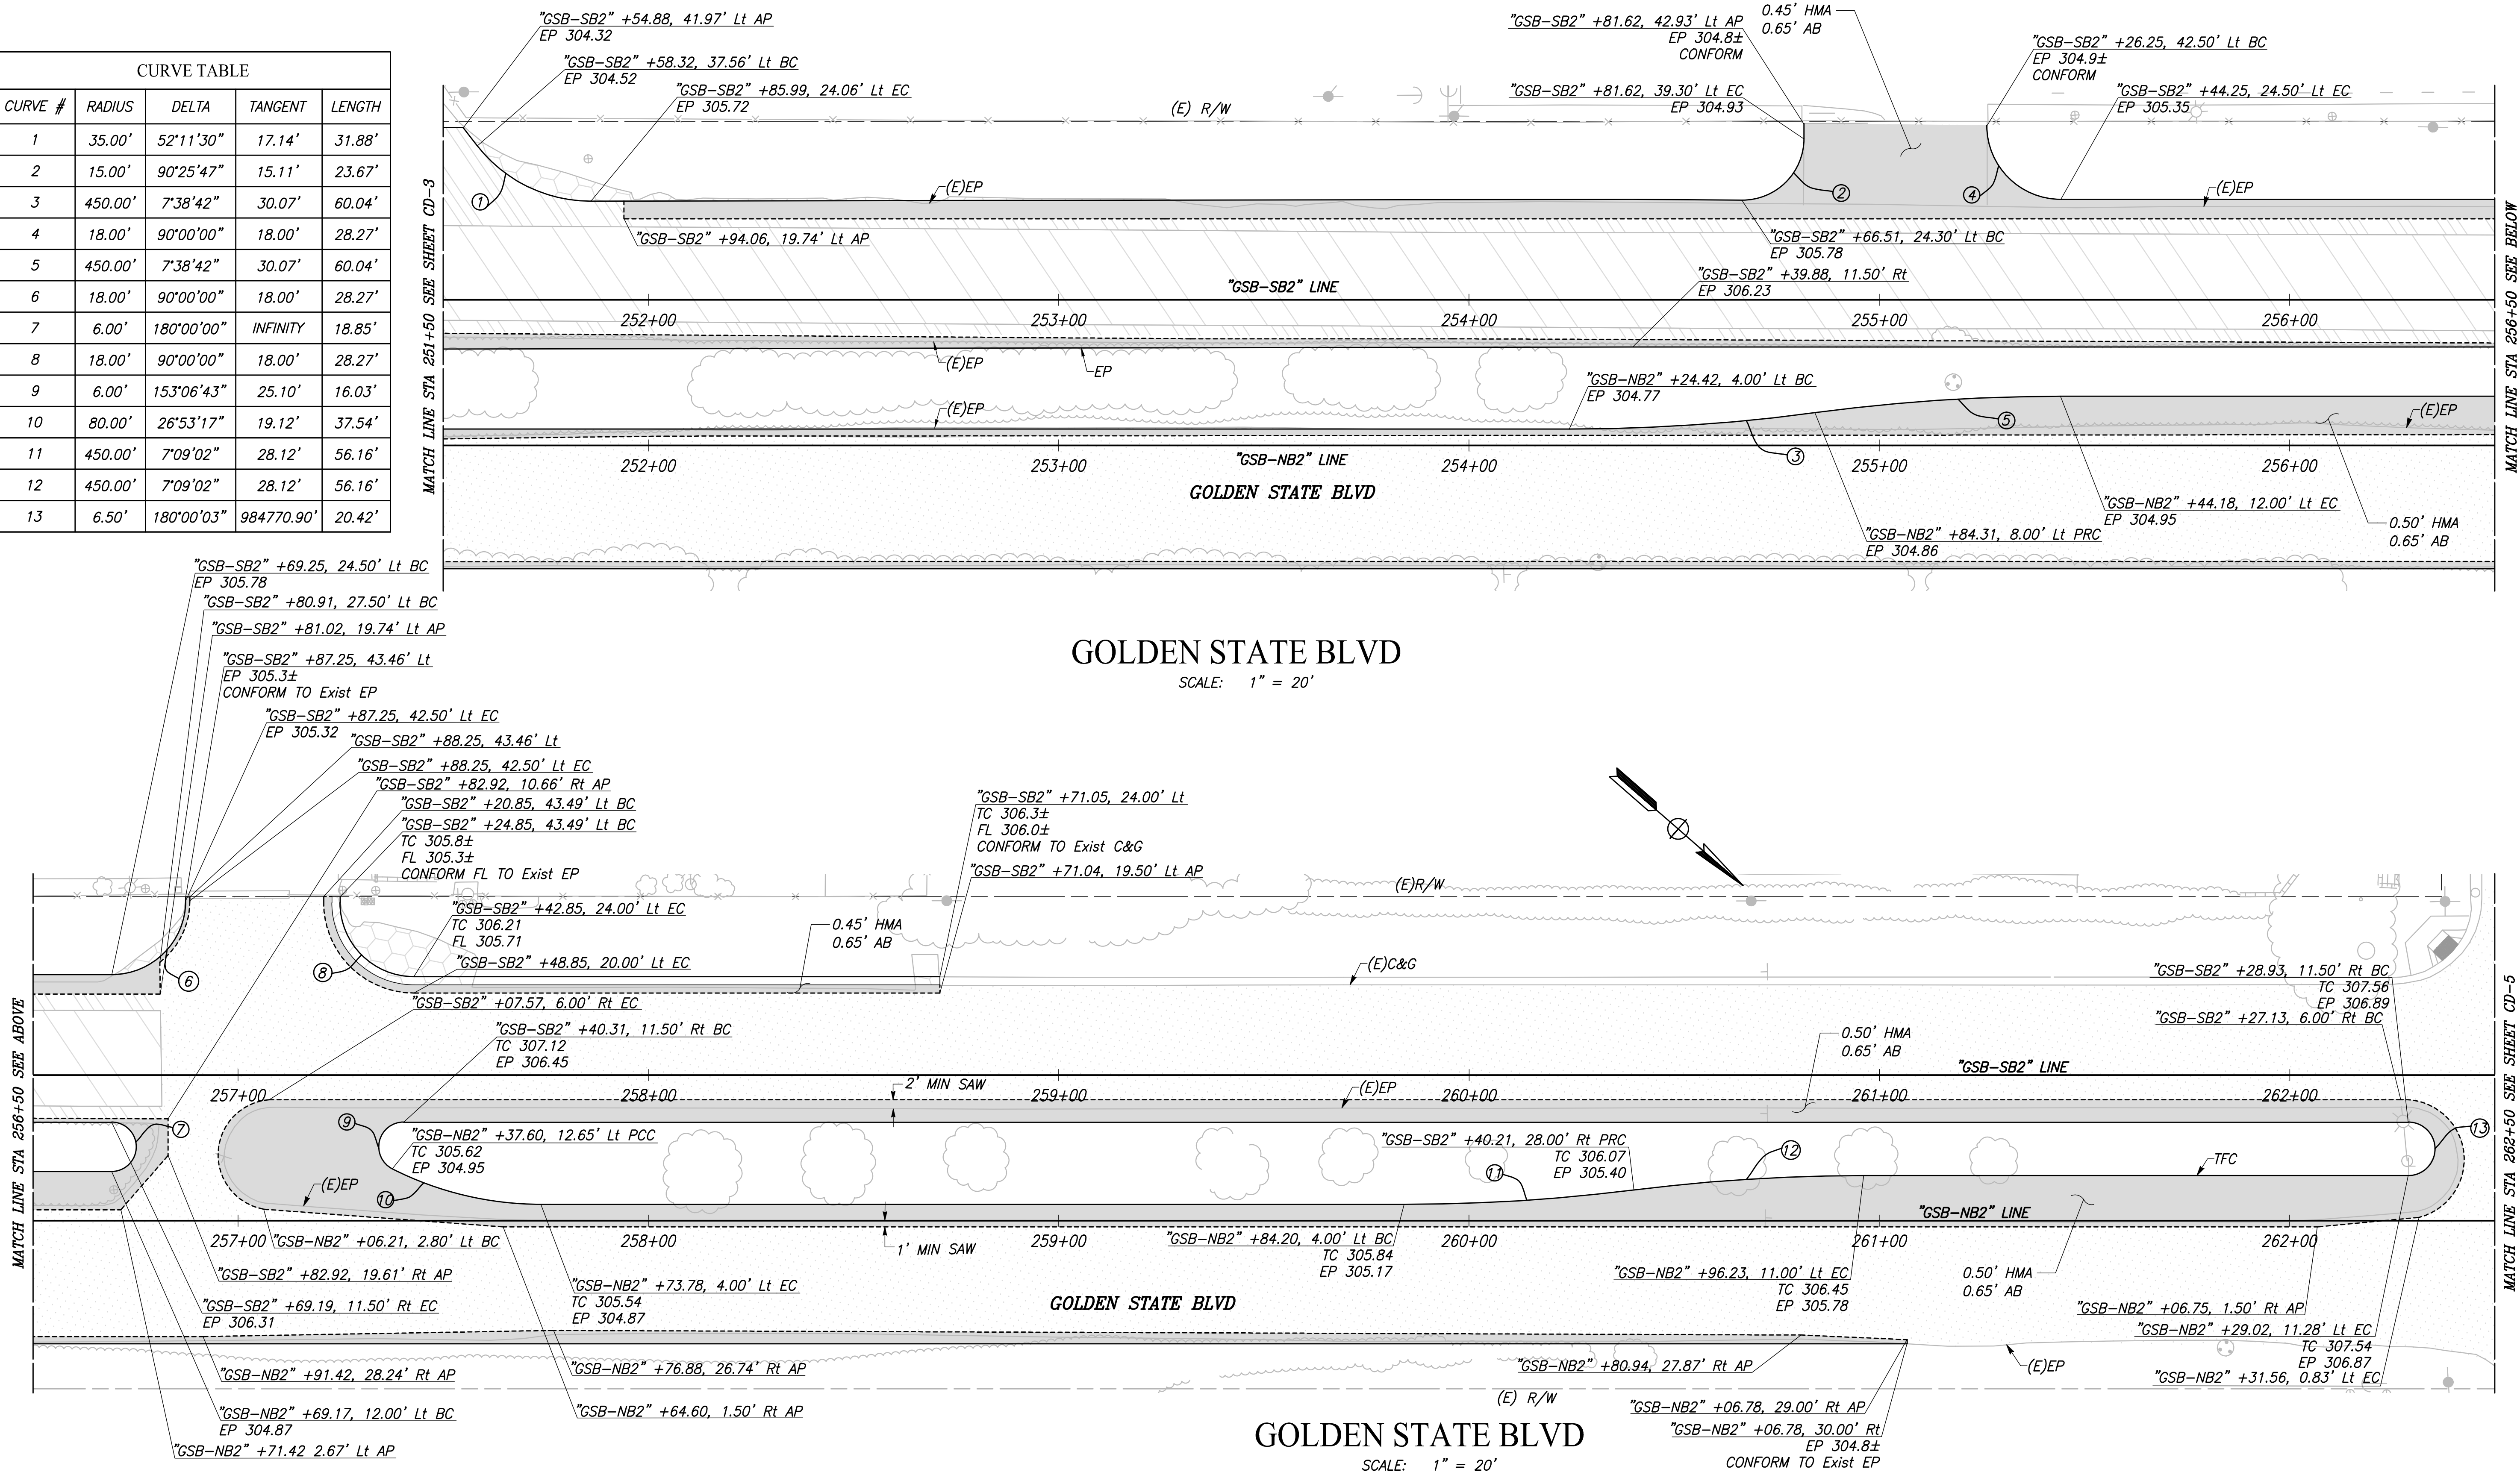 CURVE TABLE
CURVE # RADIUS DELTA TANGENT LENGTH
1 35.00' 52°11'30" 17.14' 31.88'
2 15.00' 90°25'47" 15.11' 23.67'
3 450.00' 7°38'42" 30.07' 60.04'
4 18.00' 90°00'00" 18.00' 28.27'
5 450.00' 7°38'42" 30.07' 60.04'
6 18.00' 90°00'00" 18.00' 28.27'
7 6.00' 180°00'00" INFINITY 18.85'
8 18.00' 90°00'00" 18.00' 28.27'
9 6.00' 153°06'43" 25.10' 16.03'
10 80.00' 26°53'17" 19.12' 37.54'
11 450.00' 7°09'02" 28.12' 56.16'
12 450.00' 7°09'02" 28.12' 56.16'
13 6.50' 180°00'03" 984770.90' 20.42'
"GSB-SB2" +54.88, 41.97' Lt AP
EP 304.32
"GSB-SB2" +58.32, 37.56' Lt BC
EP 304.52
"GSB-SB2" +85.99, 24.06' Lt EC
EP 305.72
(E) R/W
"GSB-SB2" +81.62, 42.93' Lt AP
EP 304.8±
CONFORM
0.45' HMA
0.65' AB
"GSB-SB2" +81.62, 39.30' Lt EC
EP 304.93
"GSB-SB2" +26.25, 42.50' Lt BC
EP 304.9±
CONFORM
"GSB-SB2" +44.25, 24.50' Lt EC
EP 305.35
MATCH LINE STA 251+50 SEE SHEET CD-3
1
(E)EP
2
4
(E)EP
"GSB-SB2" +94.06, 19.74' Lt AP
"GSB-SB2" +66.51, 24.30' Lt BC
EP 305.78
"GSB-SB2" +39.88, 11.50' Rt
EP 306.23
"GSB-SB2" LINE
252+00
253+00
254+00
255+00
256+00
(E)EP
EP
"GSB-NB2" +24.42, 4.00' Lt BC
EP 304.77
(E)EP
5
(E)EP
3
252+00
253+00
"GSB-NB2" LINE
254+00
255+00
256+00
GOLDEN STATE BLVD
"GSB-NB2" +44.18, 12.00' Lt EC
EP 304.95
"GSB-NB2" +84.31, 8.00' Lt PRC
EP 304.86
0.50' HMA
0.65' AB
MATCH LINE STA 256+50 SEE BELOW
GOLDEN STATE BLVD
SCALE: 1" = 20'
"GSB-SB2" +69.25, 24.50' Lt BC
EP 305.78
"GSB-SB2" +80.91, 27.50' Lt BC
"GSB-SB2" +81.02, 19.74' Lt AP
"GSB-SB2" +87.25, 43.46' Lt
EP 305.3±
CONFORM TO Exist EP
"GSB-SB2" +87.25, 42.50' Lt EC
EP 305.32
"GSB-SB2" +88.25, 43.46' Lt
"GSB-SB2" +88.25, 42.50' Lt EC
"GSB-SB2" +82.92, 10.66' Rt AP
"GSB-SB2" +20.85, 43.49' Lt BC
"GSB-SB2" +24.85, 43.49' Lt BC
TC 305.8±
FL 305.3±
CONFORM FL TO Exist EP
"GSB-SB2" +71.05, 24.00' Lt
TC 306.3±
FL 306.0±
CONFORM TO Exist C&G
"GSB-SB2" +71.04, 19.50' Lt AP
(E)R/W
"GSB-SB2" +42.85, 24.00' Lt EC
TC 306.21
FL 305.71
0.45' HMA
0.65' AB
"GSB-SB2" +48.85, 20.00' Lt EC
6
8
(E)C&G
"GSB-SB2" +28.93, 11.50' Rt BC
TC 307.56
EP 306.89
"GSB-SB2" +27.13, 6.00' Rt BC
"GSB-SB2" +07.57, 6.00' Rt EC
"GSB-SB2" +40.31, 11.50' Rt BC
TC 307.12
EP 306.45
0.50' HMA
0.65' AB
MATCH LINE STA 256+50 SEE ABOVE
"GSB-SB2" LINE
257+00
258+00
2' MIN SAW
259+00
(E)EP
260+00
261+00
262+00
7
9
"GSB-NB2" +37.60, 12.65' Lt PCC
TC 305.62
EP 304.95
"GSB-SB2" +40.21, 28.00' Rt PRC
TC 306.07
EP 305.40
11
12
TFC
13
(E)EP
10
"GSB-NB2" LINE
257+00
"GSB-NB2" +06.21, 2.80' Lt BC
258+00
1' MIN SAW
259+00
"GSB-NB2" +84.20, 4.00' Lt BC
TC 305.84
EP 305.17
260+00
261+00
262+00
MATCH LINE STA 262+50 SEE SHEET CD-5
"GSB-SB2" +82.92, 19.61' Rt AP
"GSB-SB2" +69.19, 11.50' Rt EC
EP 306.31
"GSB-NB2" +73.78, 4.00' Lt EC
TC 305.54
EP 304.87
GOLDEN STATE BLVD
"GSB-NB2" +96.23, 11.00' Lt EC
TC 306.45
EP 305.78
0.50' HMA
0.65' AB
"GSB-NB2" +06.75, 1.50' Rt AP
"GSB-NB2" +29.02, 11.28' Lt EC
TC 307.54
EP 306.87
"GSB-NB2" +31.56, 0.83' Lt EC
"GSB-NB2" +91.42, 28.24' Rt AP
"GSB-NB2" +76.88, 26.74' Rt AP
"GSB-NB2" +80.94, 27.87' Rt AP
(E)EP
"GSB-NB2" +69.17, 12.00' Lt BC
EP 304.87
"GSB-NB2" +71.42 2.67' Lt AP
"GSB-NB2" +64.60, 1.50' Rt AP
(E) R/W
"GSB-NB2" +06.78, 29.00' Rt AP
"GSB-NB2" +06.78, 30.00' Rt
EP 304.8±
CONFORM TO Exist EP
GOLDEN STATE BLVD
SCALE: 1" = 20'